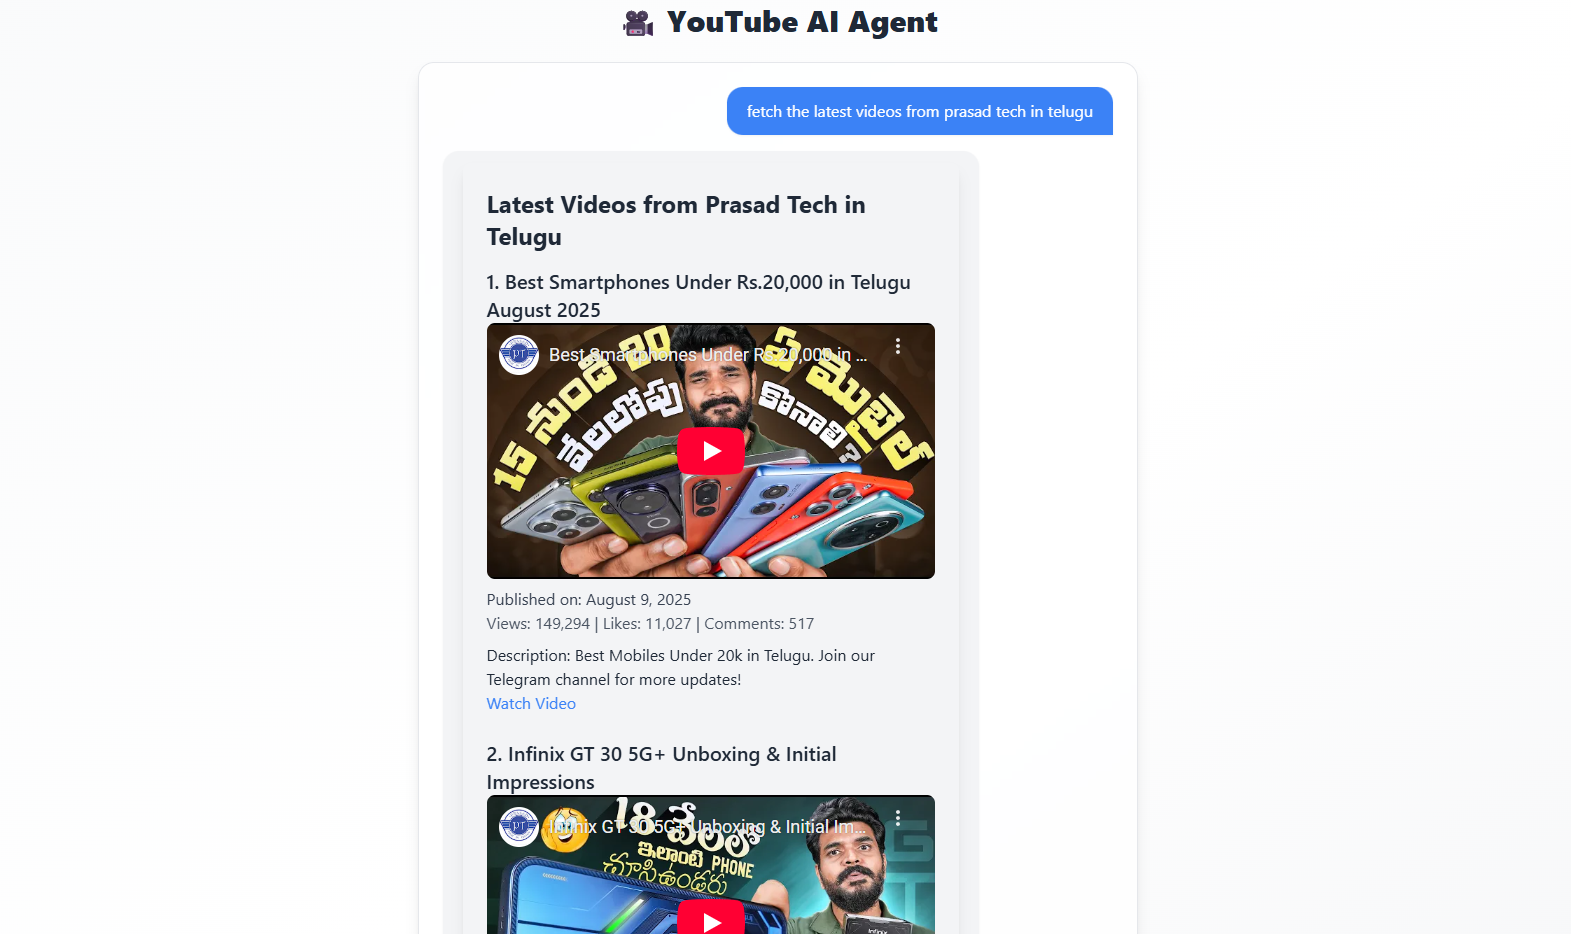 YouTube AI Agent
fetch the latest videos from prasad tech in telugu
Latest Videos from Prasad Tech in
Telugu
1. Best Smartphones Under Rs.20,000 in Telugu
August 2025
PT
Best Smartphones Under Rs.20,000 in ...
15 నుండి 20 వేల లోపు
ఏ మొబైల్ కొనాలి ?
Published on: August 9, 2025
Views: 149,294 | Likes: 11,027 | Comments: 517
Description: Best Mobiles Under 20k in Telugu. Join our
Telegram channel for more updates!
Watch Video
2. Infinix GT 30 5G+ Unboxing & Initial
Impressions
PT
Infinix GT 30 5G+ Unboxing & Initial Im...
18 వేలలో
ఇలాంటి PHONE
చూసిఉండరు
GT
Infinix